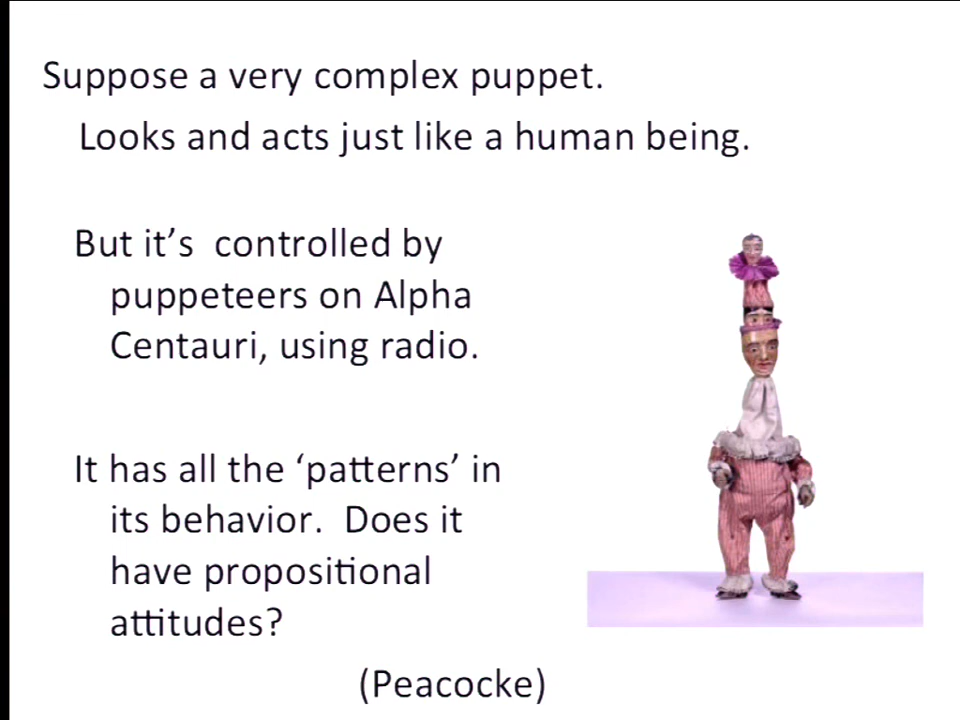 Suppose a very complex puppet.
Looks and acts just like a human being.
But it’s  controlled by
puppeteers on Alpha
Centauri, using radio.
It has all the ‘patterns’ in
its behavior.  Does it
have propositional
attitudes?
(Peacocke)